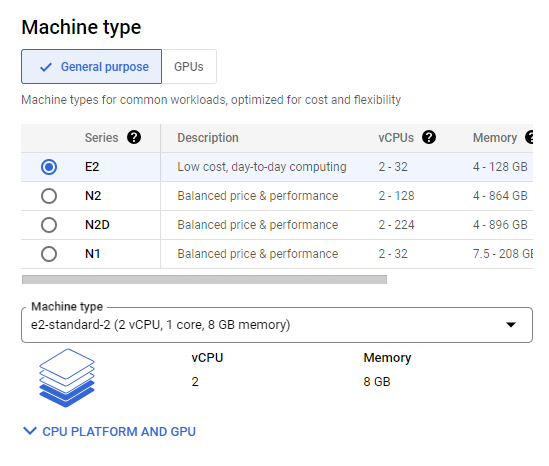 Machine type
General purpose GPUs
Machine types for common workloads, optimized for cost and flexibility
Series ? Description vCPUs ? Memory ?
E2 Low cost, day-to-day computing 2 - 32 4 - 128 GB
N2 Balanced price & performance 2 - 128 4 - 864 GB
N2D Balanced price & performance 2 - 224 4 - 896 GB
N1 Balanced price & performance 2 - 32 7.5 - 208 GB
Machine type
e2-standard-2 (2 vCPU, 1 core, 8 GB memory)
vCPU Memory
2 8 GB
CPU PLATFORM AND GPU